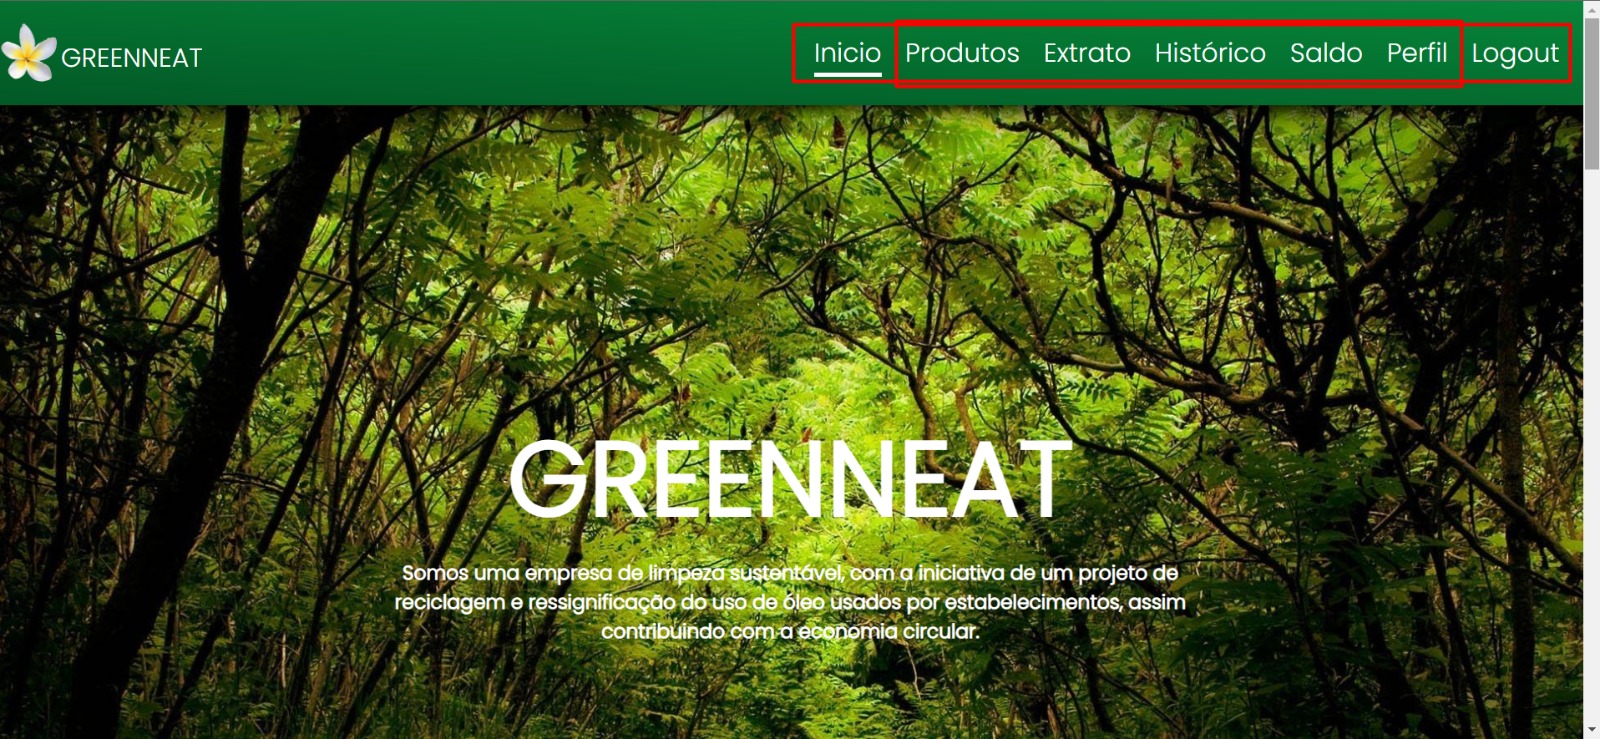 GREENNEAT
Inicio Produtos Extrato Histórico Saldo Perfil Logout
GREENNEAT
Somos uma empresa de limpeza sustentável, com a iniciativa de um projeto de
reciclagem e ressignificação do uso de óleo usados por estabelecimentos, assim
contribuindo com a economia circular.